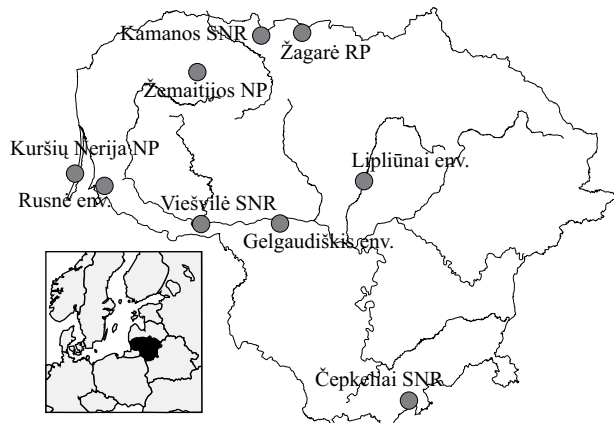 Kamanos SNR
Žagarė RP
Žemaitijos NP
Kuršių Nerija NP
Lipliūnai env.
Rusnė env.
Viešvilė SNR
Gelgaudiškis env.
Čepkeliai SNR